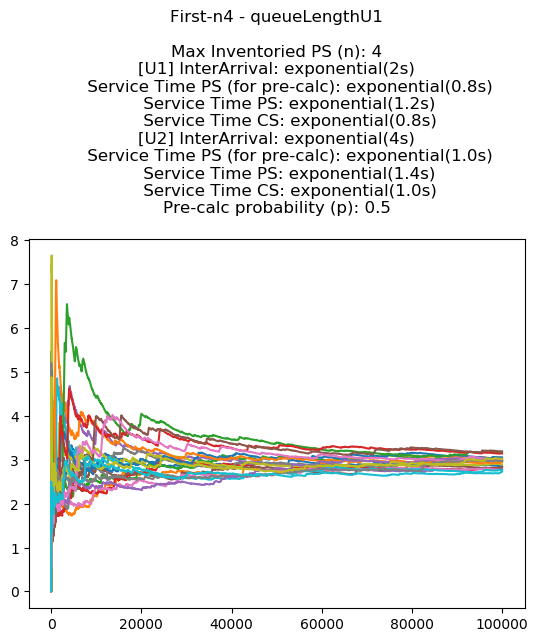 First-n4 - queueLengthU1
Max Inventoried PS (n): 4
[U1] InterArrival: exponential(2s)
Service Time PS (for pre-calc): exponential(0.8s)
Service Time PS: exponential(1.2s)
Service Time CS: exponential(0.8s)
[U2] InterArrival: exponential(4s)
Service Time PS (for pre-calc): exponential(1.0s)
Service Time PS: exponential(1.4s)
Service Time CS: exponential(1.0s)
Pre-calc probability (p): 0.5
8
7
6
5
4
3
2
1
0
0 20000 40000 60000 80000 100000